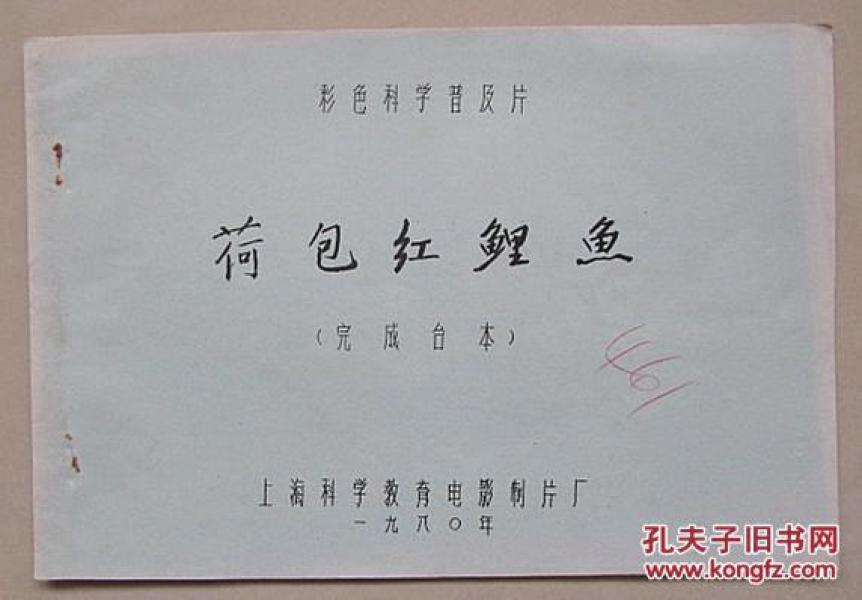 彩色科学普及片
荷包红鲤魚
（完成台本）
461
上海科学教育电影制片厂
一九八〇年
孔夫子旧书网
www.kongfz.com